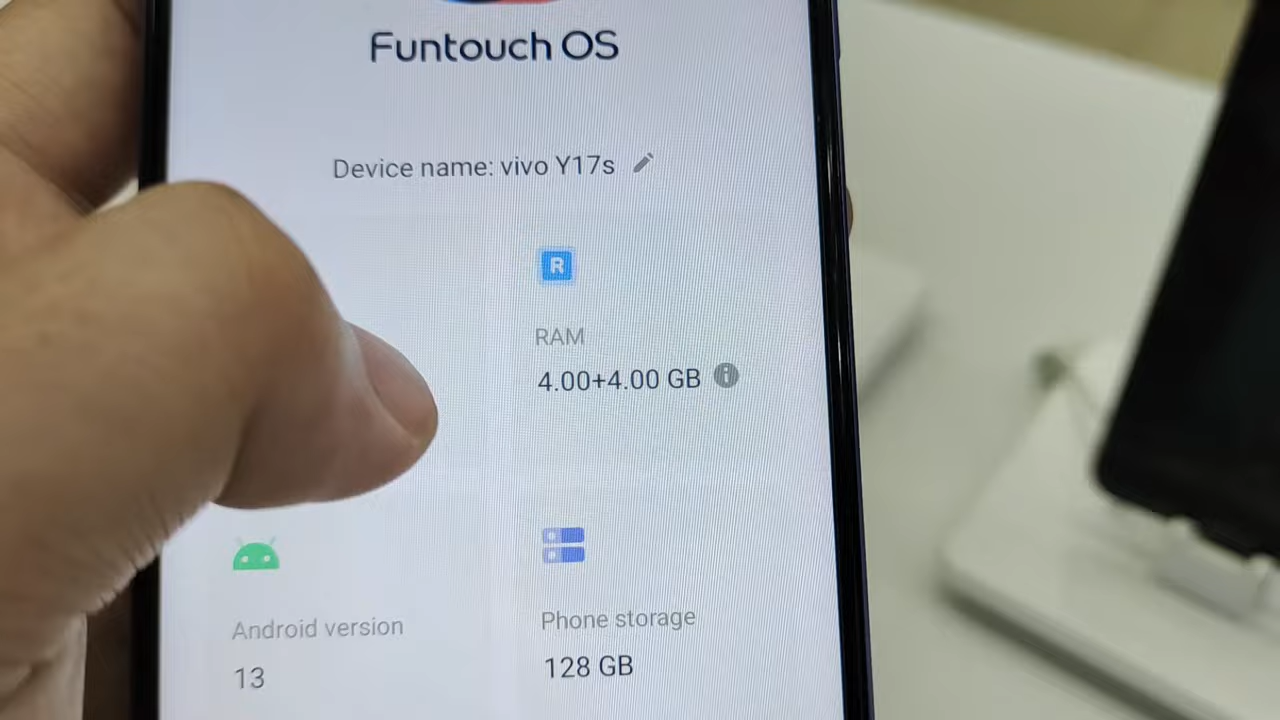 Funtouch OS
Device name: vivo Y17s
R
RAM
4.00+4.00 GB
Android version
13
Phone storage
128 GB